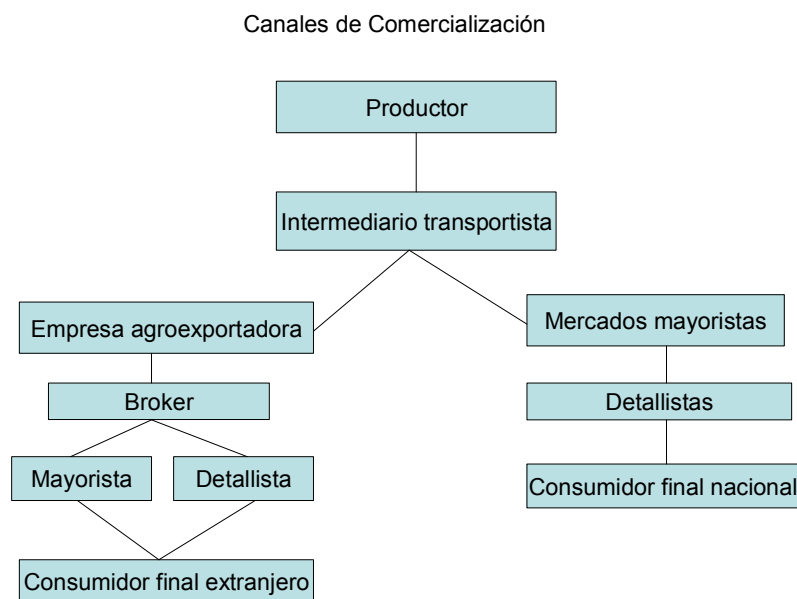 Canales de Comercialización
Productor
Intermediario transportista
Empresa agroexportadora
Mercados mayoristas
Broker
Detallistas
Mayorista
Detallista
Consumidor final nacional
Consumidor final extranjero